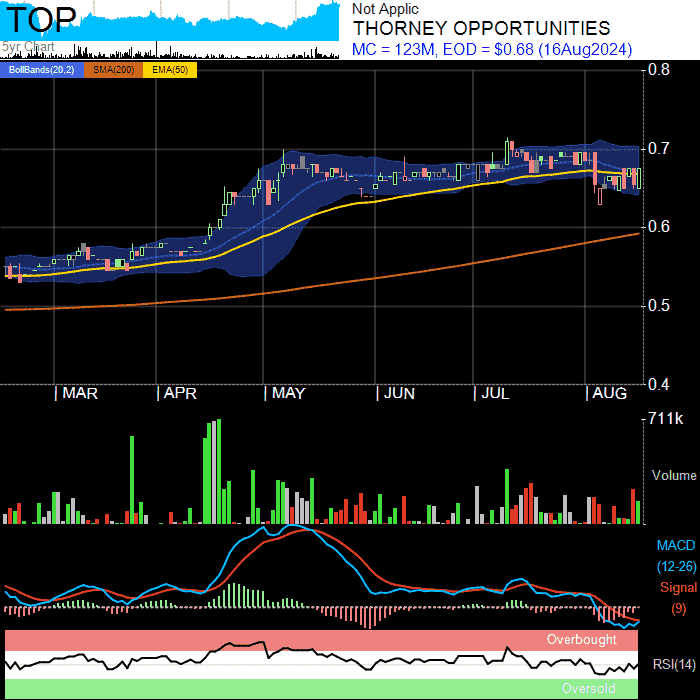 TOP
5yr Chart
Not Applic
THORNEY OPPORTUNITIES
MC = 123M, EOD = $0.68 (16Aug2024)
BollBands(20,2) SMA(200) EMA(50)
0.8
0.7
0.6
0.5
0.4
MAR APR MAY JUN JUL AUG
711k
Volume
MACD
(12-26)
Signal
(9)
Overbought
RSI(14)
Oversold